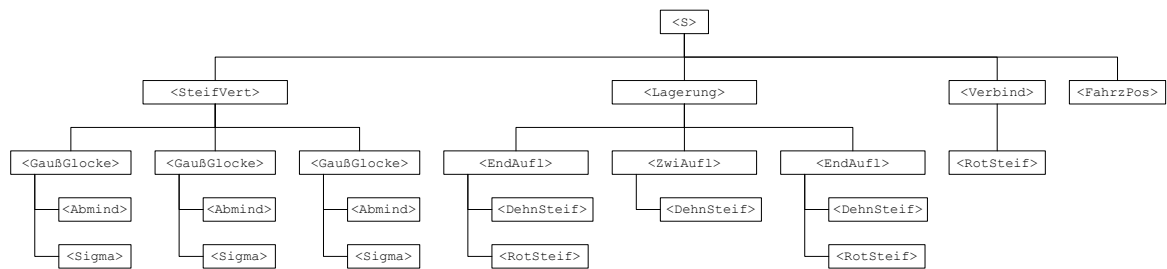 <S>
<SteifVert> <Lagerung> <Verbind> <FahrzPos>
<GaußGlocke> <GaußGlocke> <GaußGlocke> <EndAufl> <ZwiAufl> <EndAufl> <RotSteif>
<Abmind> <Abmind> <Abmind> <DehnSteif> <DehnSteif> <DehnSteif>
<Sigma> <Sigma> <Sigma> <RotSteif> <RotSteif>